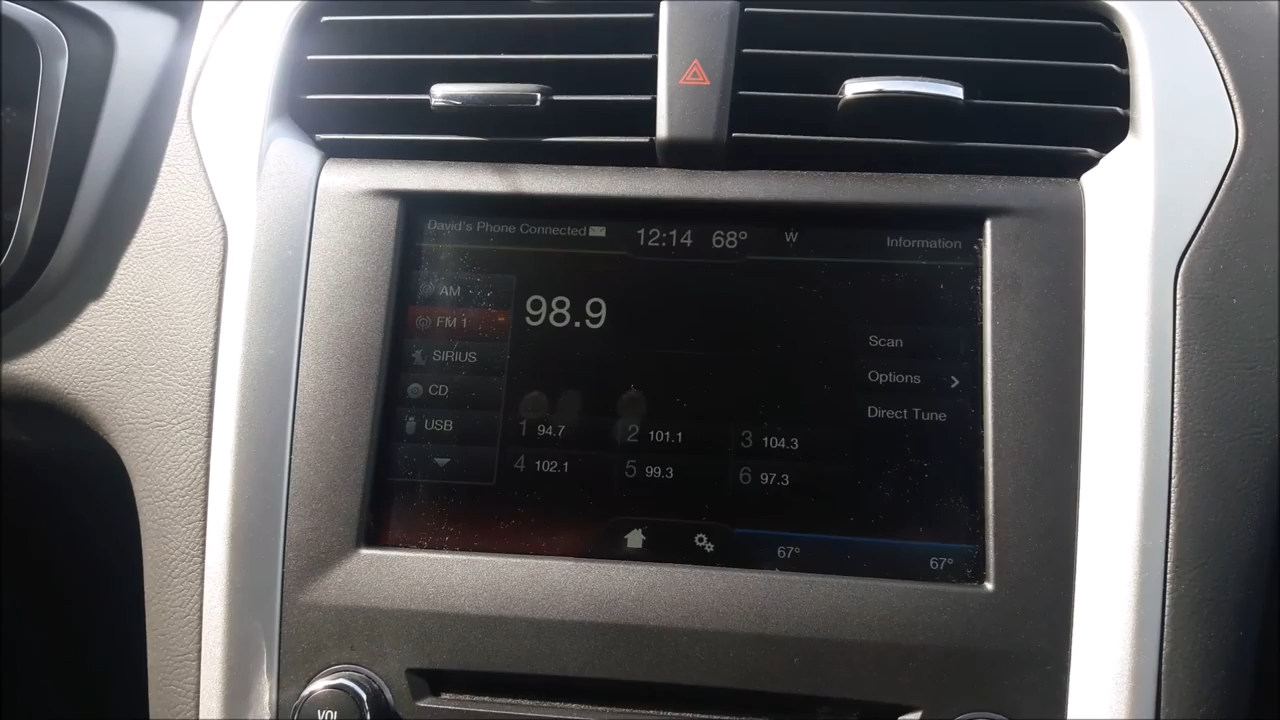 David's Phone Connected
12:14 68° W
Information
AM
FM 1
SIRIUS
CD
USB
98.9
Scan
Options
Direct Tune
1 94.7 2 101.1 3 104.3
4 102.1 5 99.3 6 97.3
67° 67°
VOL